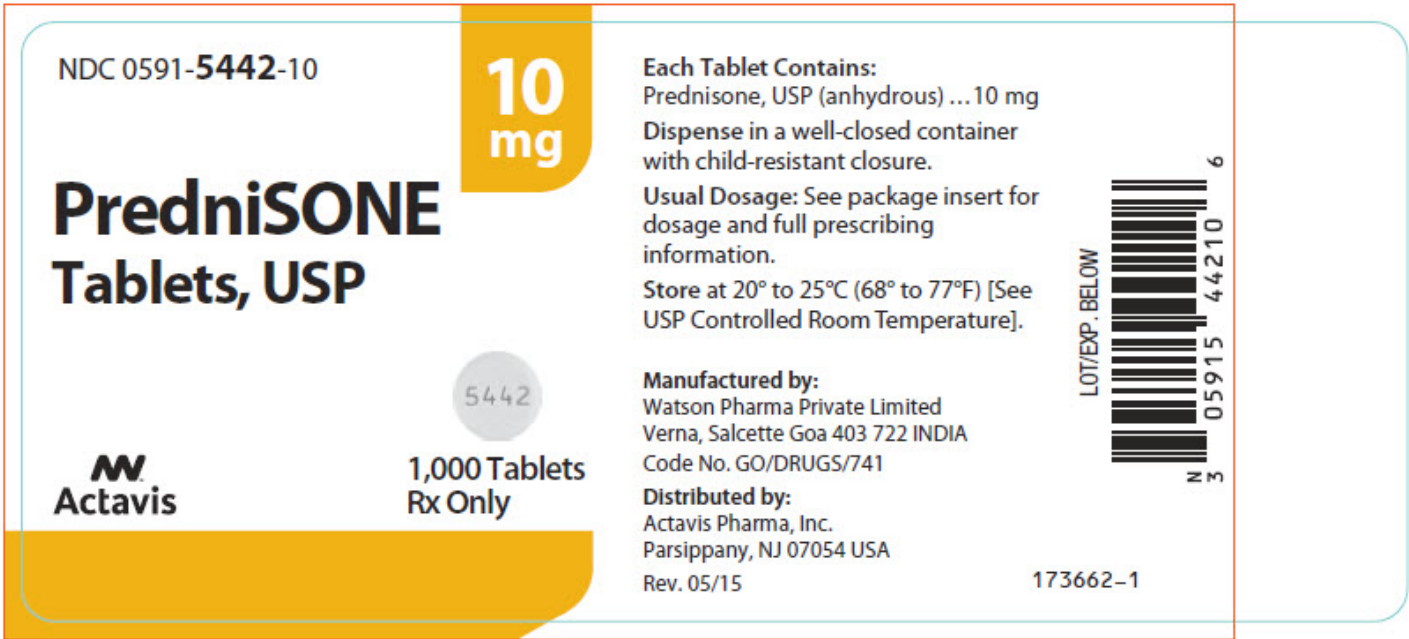 NDC 0591-5442-10
10
mg
PredniSONE
Tablets, USP
5442
Actavis
1,000 Tablets
Rx Only
Each Tablet Contains:
Prednisone, USP (anhydrous) ...10 mg
Dispense in a well-closed container
with child-resistant closure.
Usual Dosage: See package insert for
dosage and full prescribing
information.
Store at 20° to 25°C (68° to 77°F) [See
USP Controlled Room Temperature].
Manufactured by:
Watson Pharma Private Limited
Verna, Salcette Goa 403 722 INDIA
Code No. GO/DRUGS/741
Distributed by:
Actavis Pharma, Inc.
Parsippany, NJ 07054 USA
Rev. 05/15
173662-1
LOT/EXP. BELOW
N
3 05915 44210 6